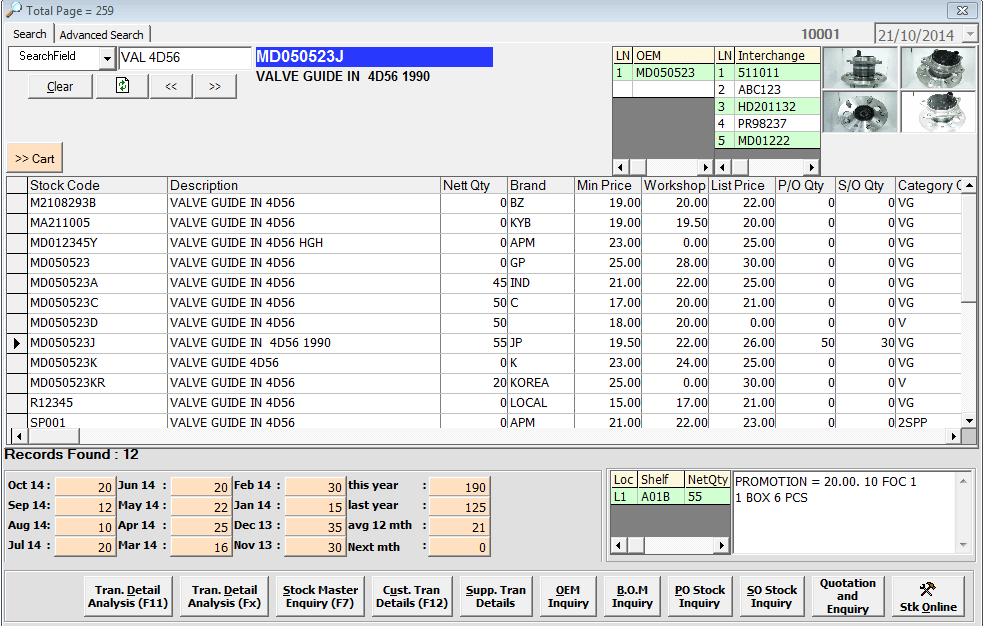 Total Page = 259
Search Advanced Search
10001 21/10/2014
SearchField VAL 4D56
MD050523J
VALVE GUIDE IN 4D56 1990
Clear << >>
>> Cart
LN OEM
1 MD050523
LN Interchange
1 511011
2 ABC123
3 HD201132
4 PR98237
5 MD01222
Stock Code Description Nett Qty Brand Min Price Workshop List Price P/O Qty S/O Qty Category C
M2108293B VALVE GUIDE IN 4D56 0 BZ 19.00 20.00 22.00 0 0 VG
MA211005 VALVE GUIDE IN 4D56 0 KYB 19.00 19.50 20.00 0 0 VG
MD012345Y VALVE GUIDE IN 4D56 HGH 0 APM 23.00 0.00 25.00 0 0 VG
MD050523 VALVE GUIDE IN 4D56 0 GP 25.00 28.00 30.00 0 0 VG
MD050523A VALVE GUIDE IN 4D56 45 IND 21.00 22.00 25.00 0 0 VG
MD050523C VALVE GUIDE IN 4D56 50 C 17.00 20.00 21.00 0 0 VG
MD050523D VALVE GUIDE IN 4D56 50 18.00 20.00 0.00 0 0 V
MD050523J VALVE GUIDE IN 4D56 1990 55 JP 19.50 22.00 26.00 50 30 VG
MD050523K VALVE GUIDE 4D56 0 K 23.00 24.00 25.00 0 0 VG
MD050523KR VALVE GUIDE IN 4D56 20 KOREA 25.00 0.00 30.00 0 0 V
R12345 VALVE GUIDE IN 4D56 0 LOCAL 15.00 17.00 21.00 0 0 VG
SP001 VALVE GUIDE IN 4D56 0 APM 21.00 22.00 23.00 0 0 2SPP
Records Found : 12
Oct 14 : 20 Jun 14 : 20 Feb 14 : 30 this year : 190
Sep 14 : 12 May 14 : 22 Jan 14 : 15 last year : 125
Aug 14: 10 Apr 14 : 25 Dec 13 : 35 avg 12 mth : 21
Jul 14 : 20 Mar 14 : 16 Nov 13 : 30 Next mth : 0
Loc Shelf NetQty
L1 A01B 55
PROMOTION = 20.00. 10 FOC 1
1 BOX 6 PCS
Tran. Detail Analysis (F11)
Tran. Detail Analysis (Fx)
Stock Master Enquiry (F7)
Cust. Tran Details (F12)
Supp. Tran Details
OEM Inquiry
B.O.M Inquiry
PO Stock Inquiry
SO Stock Inquiry
Quotation and Enquiry
Stk Online